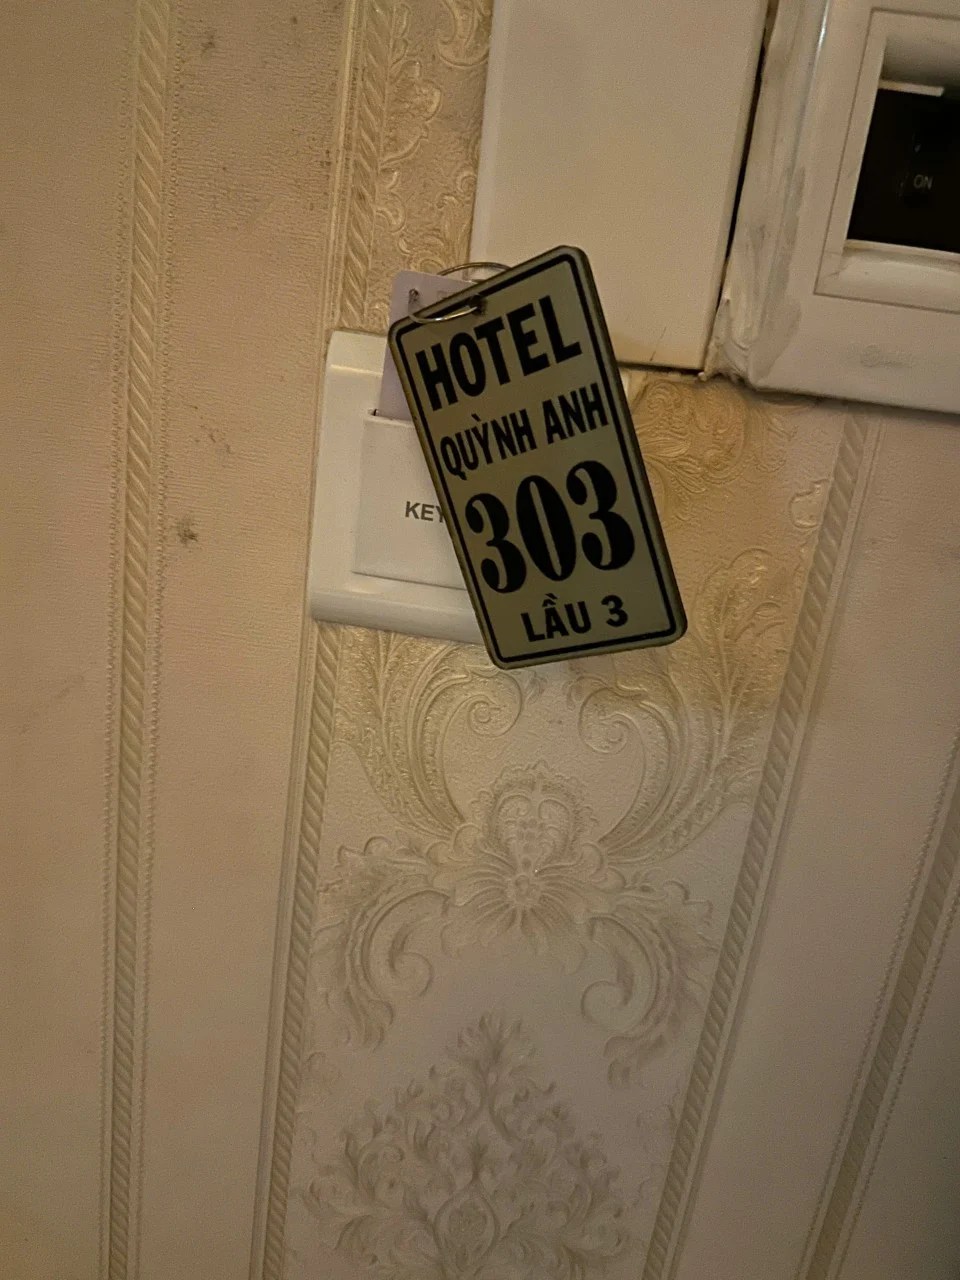 HOTEL
QUỲNH ANH
303
LẦU 3
KEY
ON